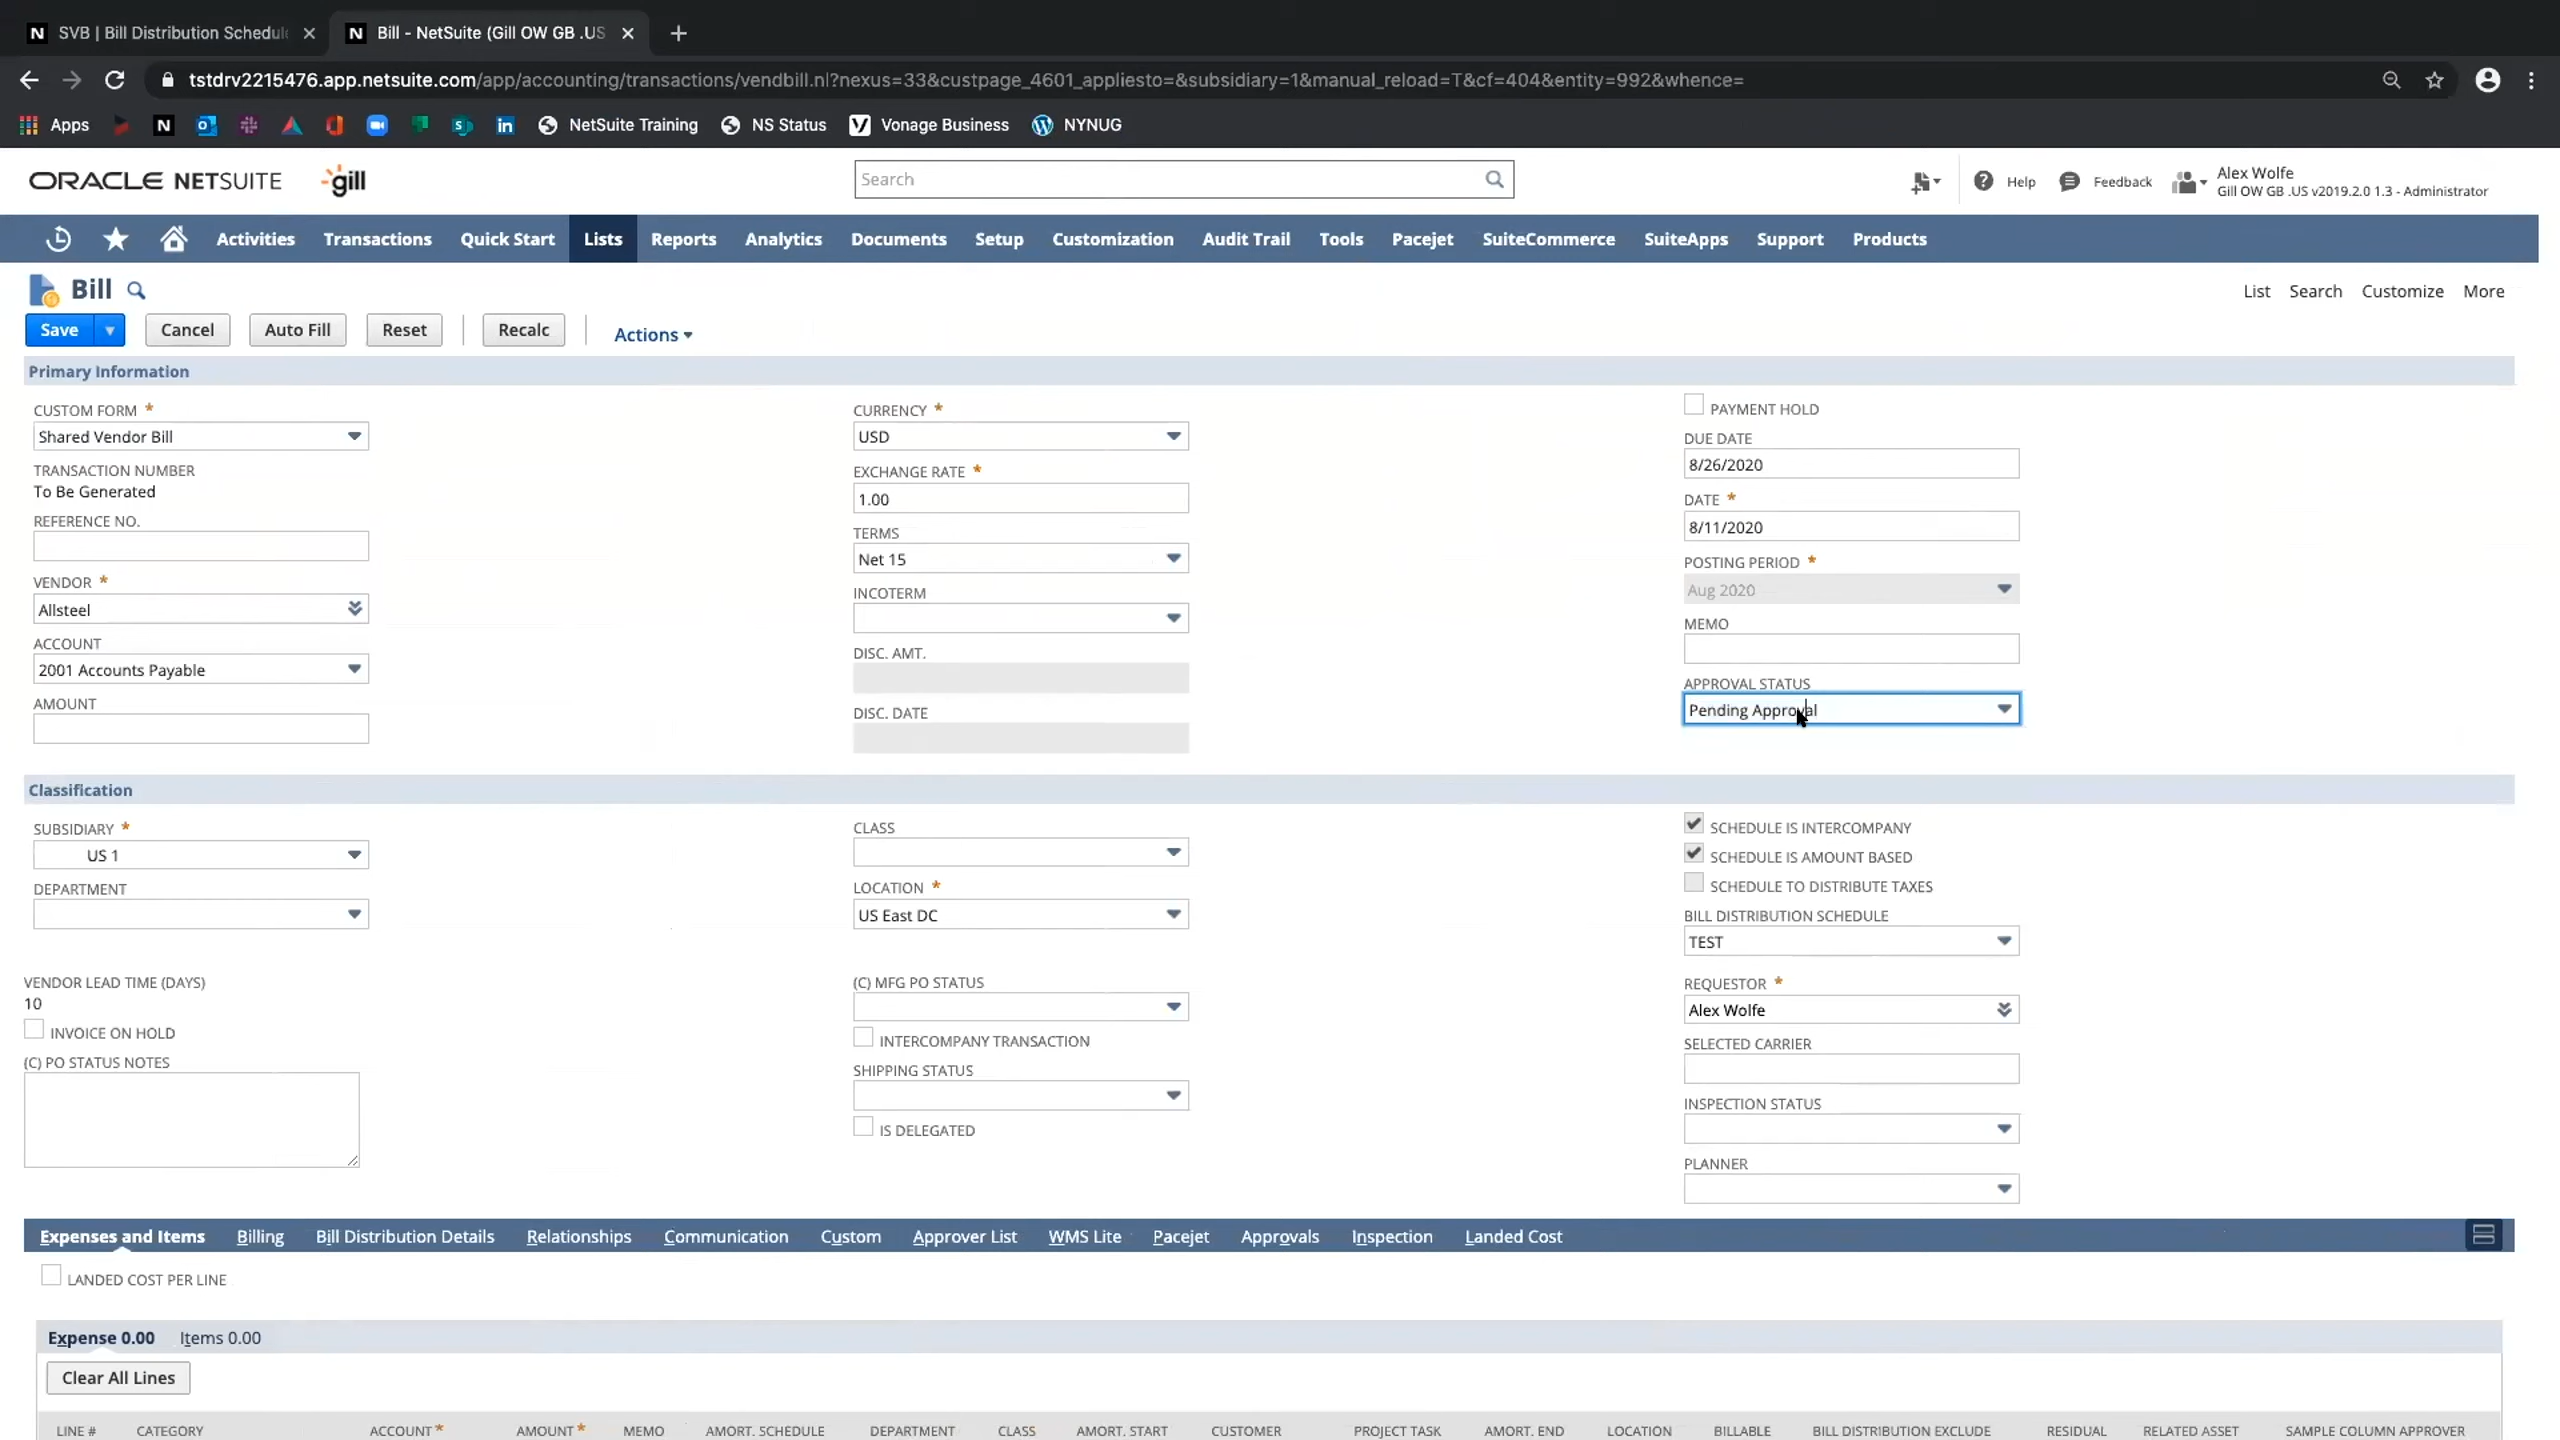 SVB | Bill Distribution Schedule
Bill - NetSuite (Gill OW GB .US
tstdrv2215476.app.netsuite.com/app/accounting/transactions/vendbill.nl?nexus=33&custpage_4601_appliesto=&subsidiary=1&manual_reload=T&cf=404&entity=992&whence=
Apps
NetSuite Training
NS Status
Vonage Business
NYNUG
ORACLE NETSUITE
gill
Search
Help
Feedback
Alex Wolfe
Gill OW GB .US v2019.2.0 1.3 - Administrator
Activities
Transactions
Quick Start
Lists
Reports
Analytics
Documents
Setup
Customization
Audit Trail
Tools
Pacejet
SuiteCommerce
SuiteApps
Support
Products
Bill
List
Search
Customize
More
Save
Cancel
Auto Fill
Reset
Recalc
Actions
Primary Information
CUSTOM FORM *
Shared Vendor Bill
TRANSACTION NUMBER
To Be Generated
REFERENCE NO.
VENDOR *
Allsteel
ACCOUNT
2001 Accounts Payable
AMOUNT
CURRENCY *
USD
EXCHANGE RATE *
1.00
TERMS
Net 15
INCOTERM
DISC. AMT.
DISC. DATE
PAYMENT HOLD
DUE DATE
8/26/2020
DATE *
8/11/2020
POSTING PERIOD *
Aug 2020
MEMO
APPROVAL STATUS
Pending Approval
Classification
SUBSIDIARY *
US 1
DEPARTMENT
CLASS
LOCATION *
US East DC
SCHEDULE IS INTERCOMPANY
SCHEDULE IS AMOUNT BASED
SCHEDULE TO DISTRIBUTE TAXES
BILL DISTRIBUTION SCHEDULE
TEST
VENDOR LEAD TIME (DAYS)
10
INVOICE ON HOLD
(C) PO STATUS NOTES
(C) MFG PO STATUS
INTERCOMPANY TRANSACTION
SHIPPING STATUS
IS DELEGATED
REQUESTOR *
Alex Wolfe
SELECTED CARRIER
INSPECTION STATUS
PLANNER
Expenses and Items
Billing
Bill Distribution Details
Relationships
Communication
Custom
Approver List
WMS Lite
Pacejet
Approvals
Inspection
Landed Cost
LANDED COST PER LINE
Expense 0.00
Items 0.00
Clear All Lines
LINE #
CATEGORY
ACCOUNT *
AMOUNT *
MEMO
AMORT. SCHEDULE
DEPARTMENT
CLASS
AMORT. START
CUSTOMER
PROJECT TASK
AMORT. END
LOCATION
BILLABLE
BILL DISTRIBUTION EXCLUDE
RESIDUAL
RELATED ASSET
SAMPLE COLUMN APPROVER